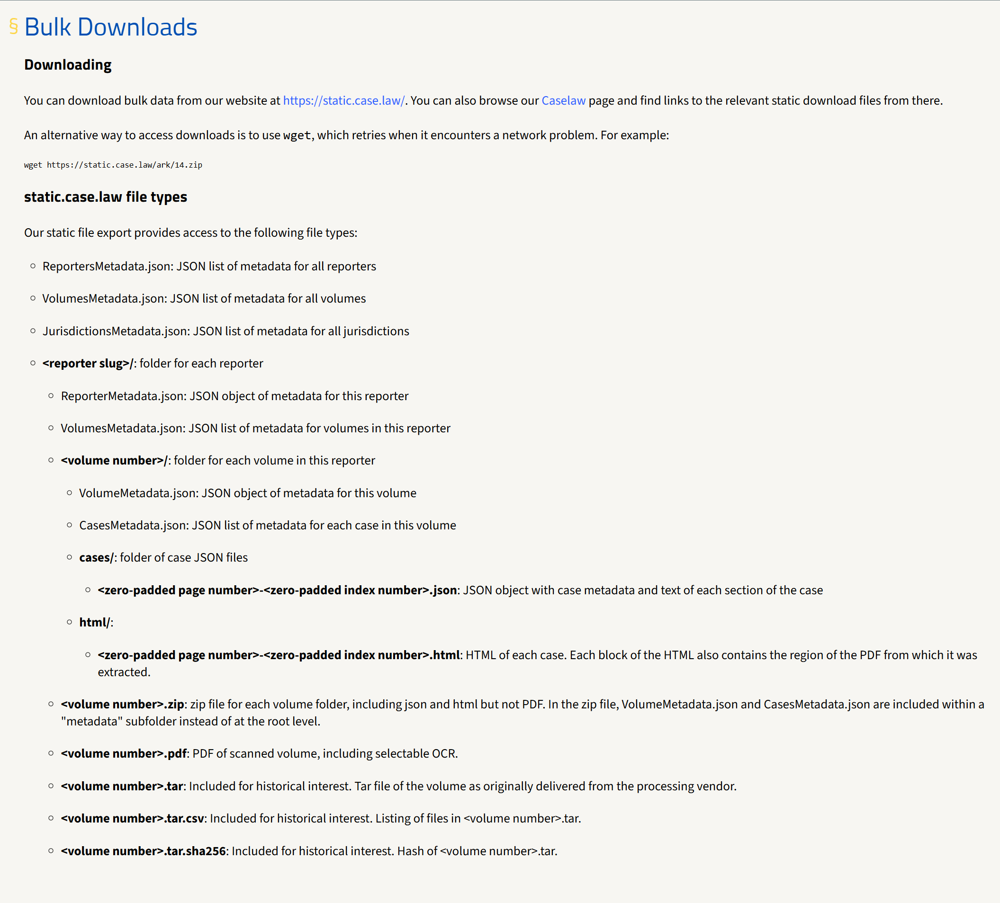 § Bulk Downloads
Downloading
You can download bulk data from our website at https://static.case.law/. You can also browse our Caselaw page and find links to the relevant static download files from there.
An alternative way to access downloads is to use wget, which retries when it encounters a network problem. For example:
wget https://static.case.law/ark/14.zip
static.case.law file types
Our static file export provides access to the following file types:
◦ ReportersMetadata.json: JSON list of metadata for all reporters
◦ VolumesMetadata.json: JSON list of metadata for all volumes
◦ JurisdictionsMetadata.json: JSON list of metadata for all jurisdictions
◦ <reporter slug>/: folder for each reporter
◦ ReporterMetadata.json: JSON object of metadata for this reporter
◦ VolumesMetadata.json: JSON list of metadata for volumes in this reporter
◦ <volume number>/: folder for each volume in this reporter
◦ VolumeMetadata.json: JSON object of metadata for this volume
◦ CasesMetadata.json: JSON list of metadata for each case in this volume
◦ cases/: folder of case JSON files
◦ <zero-padded page number>-<zero-padded index number>.json: JSON object with case metadata and text of each section of the case
◦ html/:
◦ <zero-padded page number>-<zero-padded index number>.html: HTML of each case. Each block of the HTML also contains the region of the PDF from which it was
extracted.
◦ <volume number>.zip: zip file for each volume folder, including json and html but not PDF. In the zip file, VolumeMetadata.json and CasesMetadata.json are included within a
"metadata" subfolder instead of at the root level.
◦ <volume number>.pdf: PDF of scanned volume, including selectable OCR.
◦ <volume number>.tar: Included for historical interest. Tar file of the volume as originally delivered from the processing vendor.
◦ <volume number>.tar.csv: Included for historical interest. Listing of files in <volume number>.tar.
◦ <volume number>.tar.sha256: Included for historical interest. Hash of <volume number>.tar.